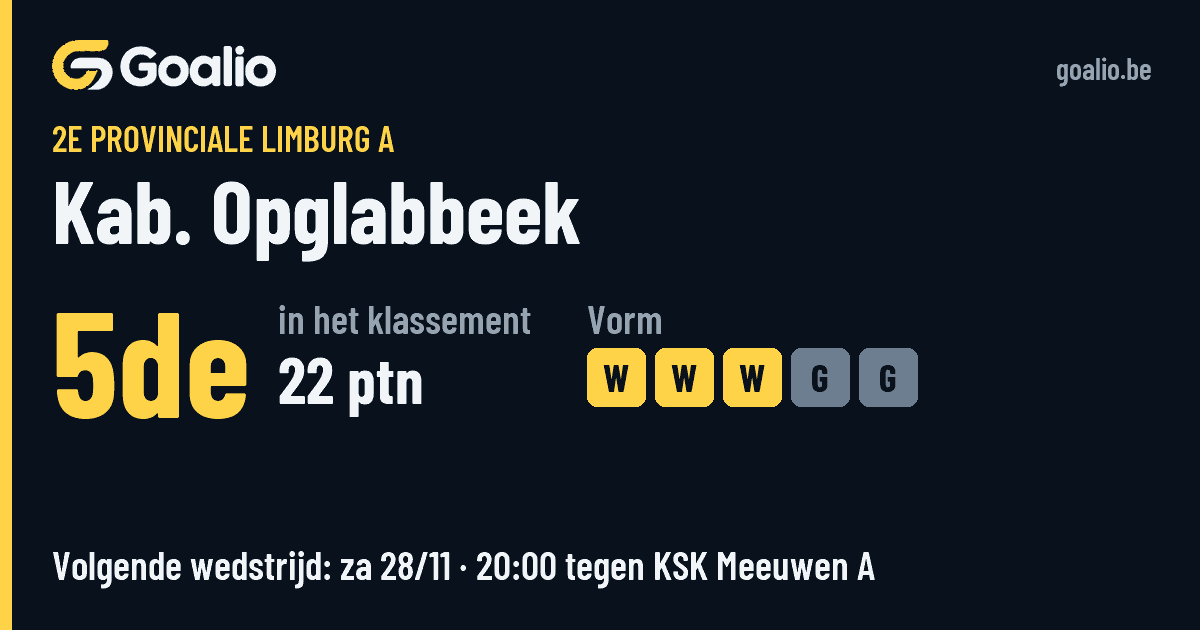 Goalio
goalio.be
2E PROVINCIALE LIMBURG A
Kab. Opglabbeek
5de
in het klassement
22 ptn
Vorm
W W W G G
Volgende wedstrijd: za 28/11 · 20:00 tegen KSK Meeuwen A